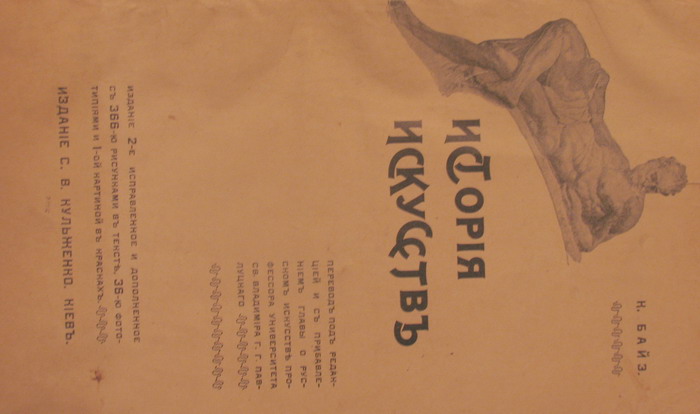 К. БАЙЭ.
ИСТОРІЯ
ИСКУССТВЪ
ПЕРЕВОДЪ ПОДЪ РЕДАК-
ЦІЕЙ И СЪ ПРИБАВЛЕ-
НІЕМЪ ГЛАВЫ О РУС-
СКОМЪ ИСКУССТВѢ ПРО-
ФЕССОРА УНИВЕРСИТЕТА
СВ. ВЛАДИМІРА Г. Г. ПАВ-
ЛУЦКАГО
ИЗДАНІЕ 2-Е ИСПРАВЛЕННОЕ И ДОПОЛНЕННОЕ
СЪ 366-Ю РИСУНКАМИ ВЪ ТЕКСТѢ, 36-Ю ФОТО-
ТИПІЯМИ И 1-ОЙ КАРТИНОЙ ВЪ КРАСКАХЪ.
ИЗДАНІЕ С. В. КУЛЬЖЕНКО. КІЕВЪ.